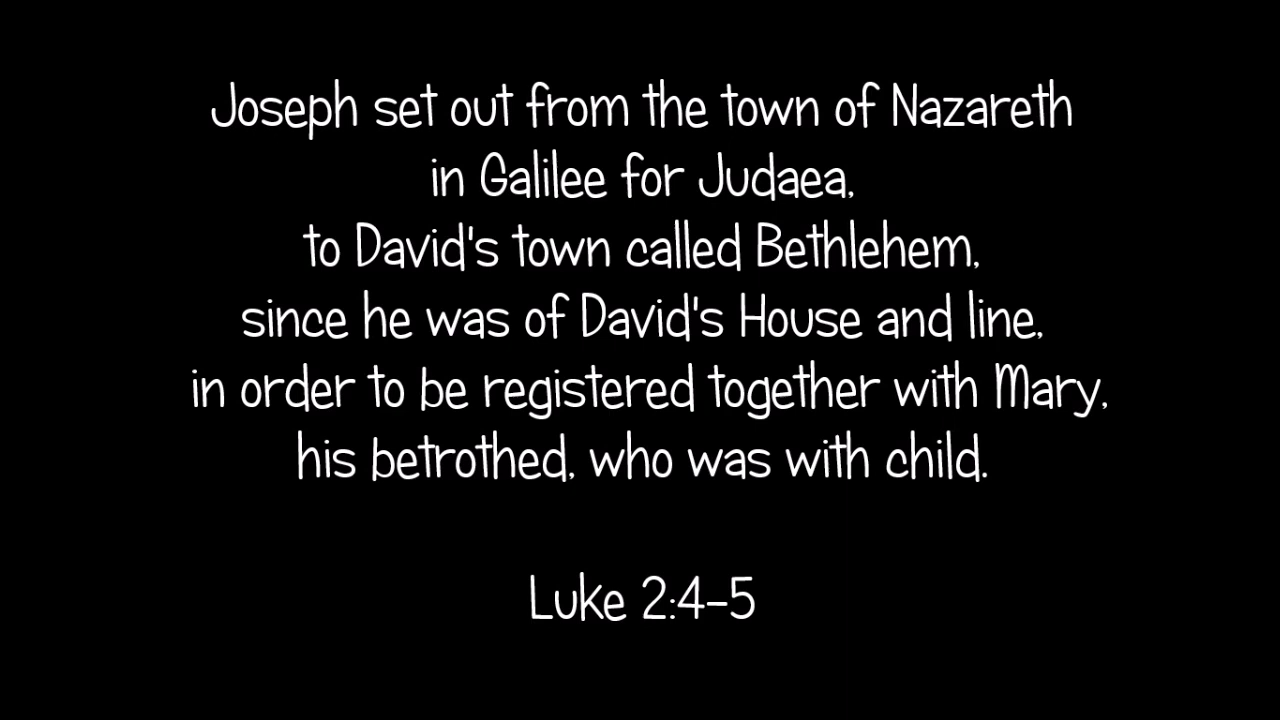 Joseph set out from the town of Nazareth
in Galilee for Judaea,
to David's town called Bethlehem,
since he was of David's House and line,
in order to be registered together with Mary,
his betrothed, who was with child.
Luke 2:4-5